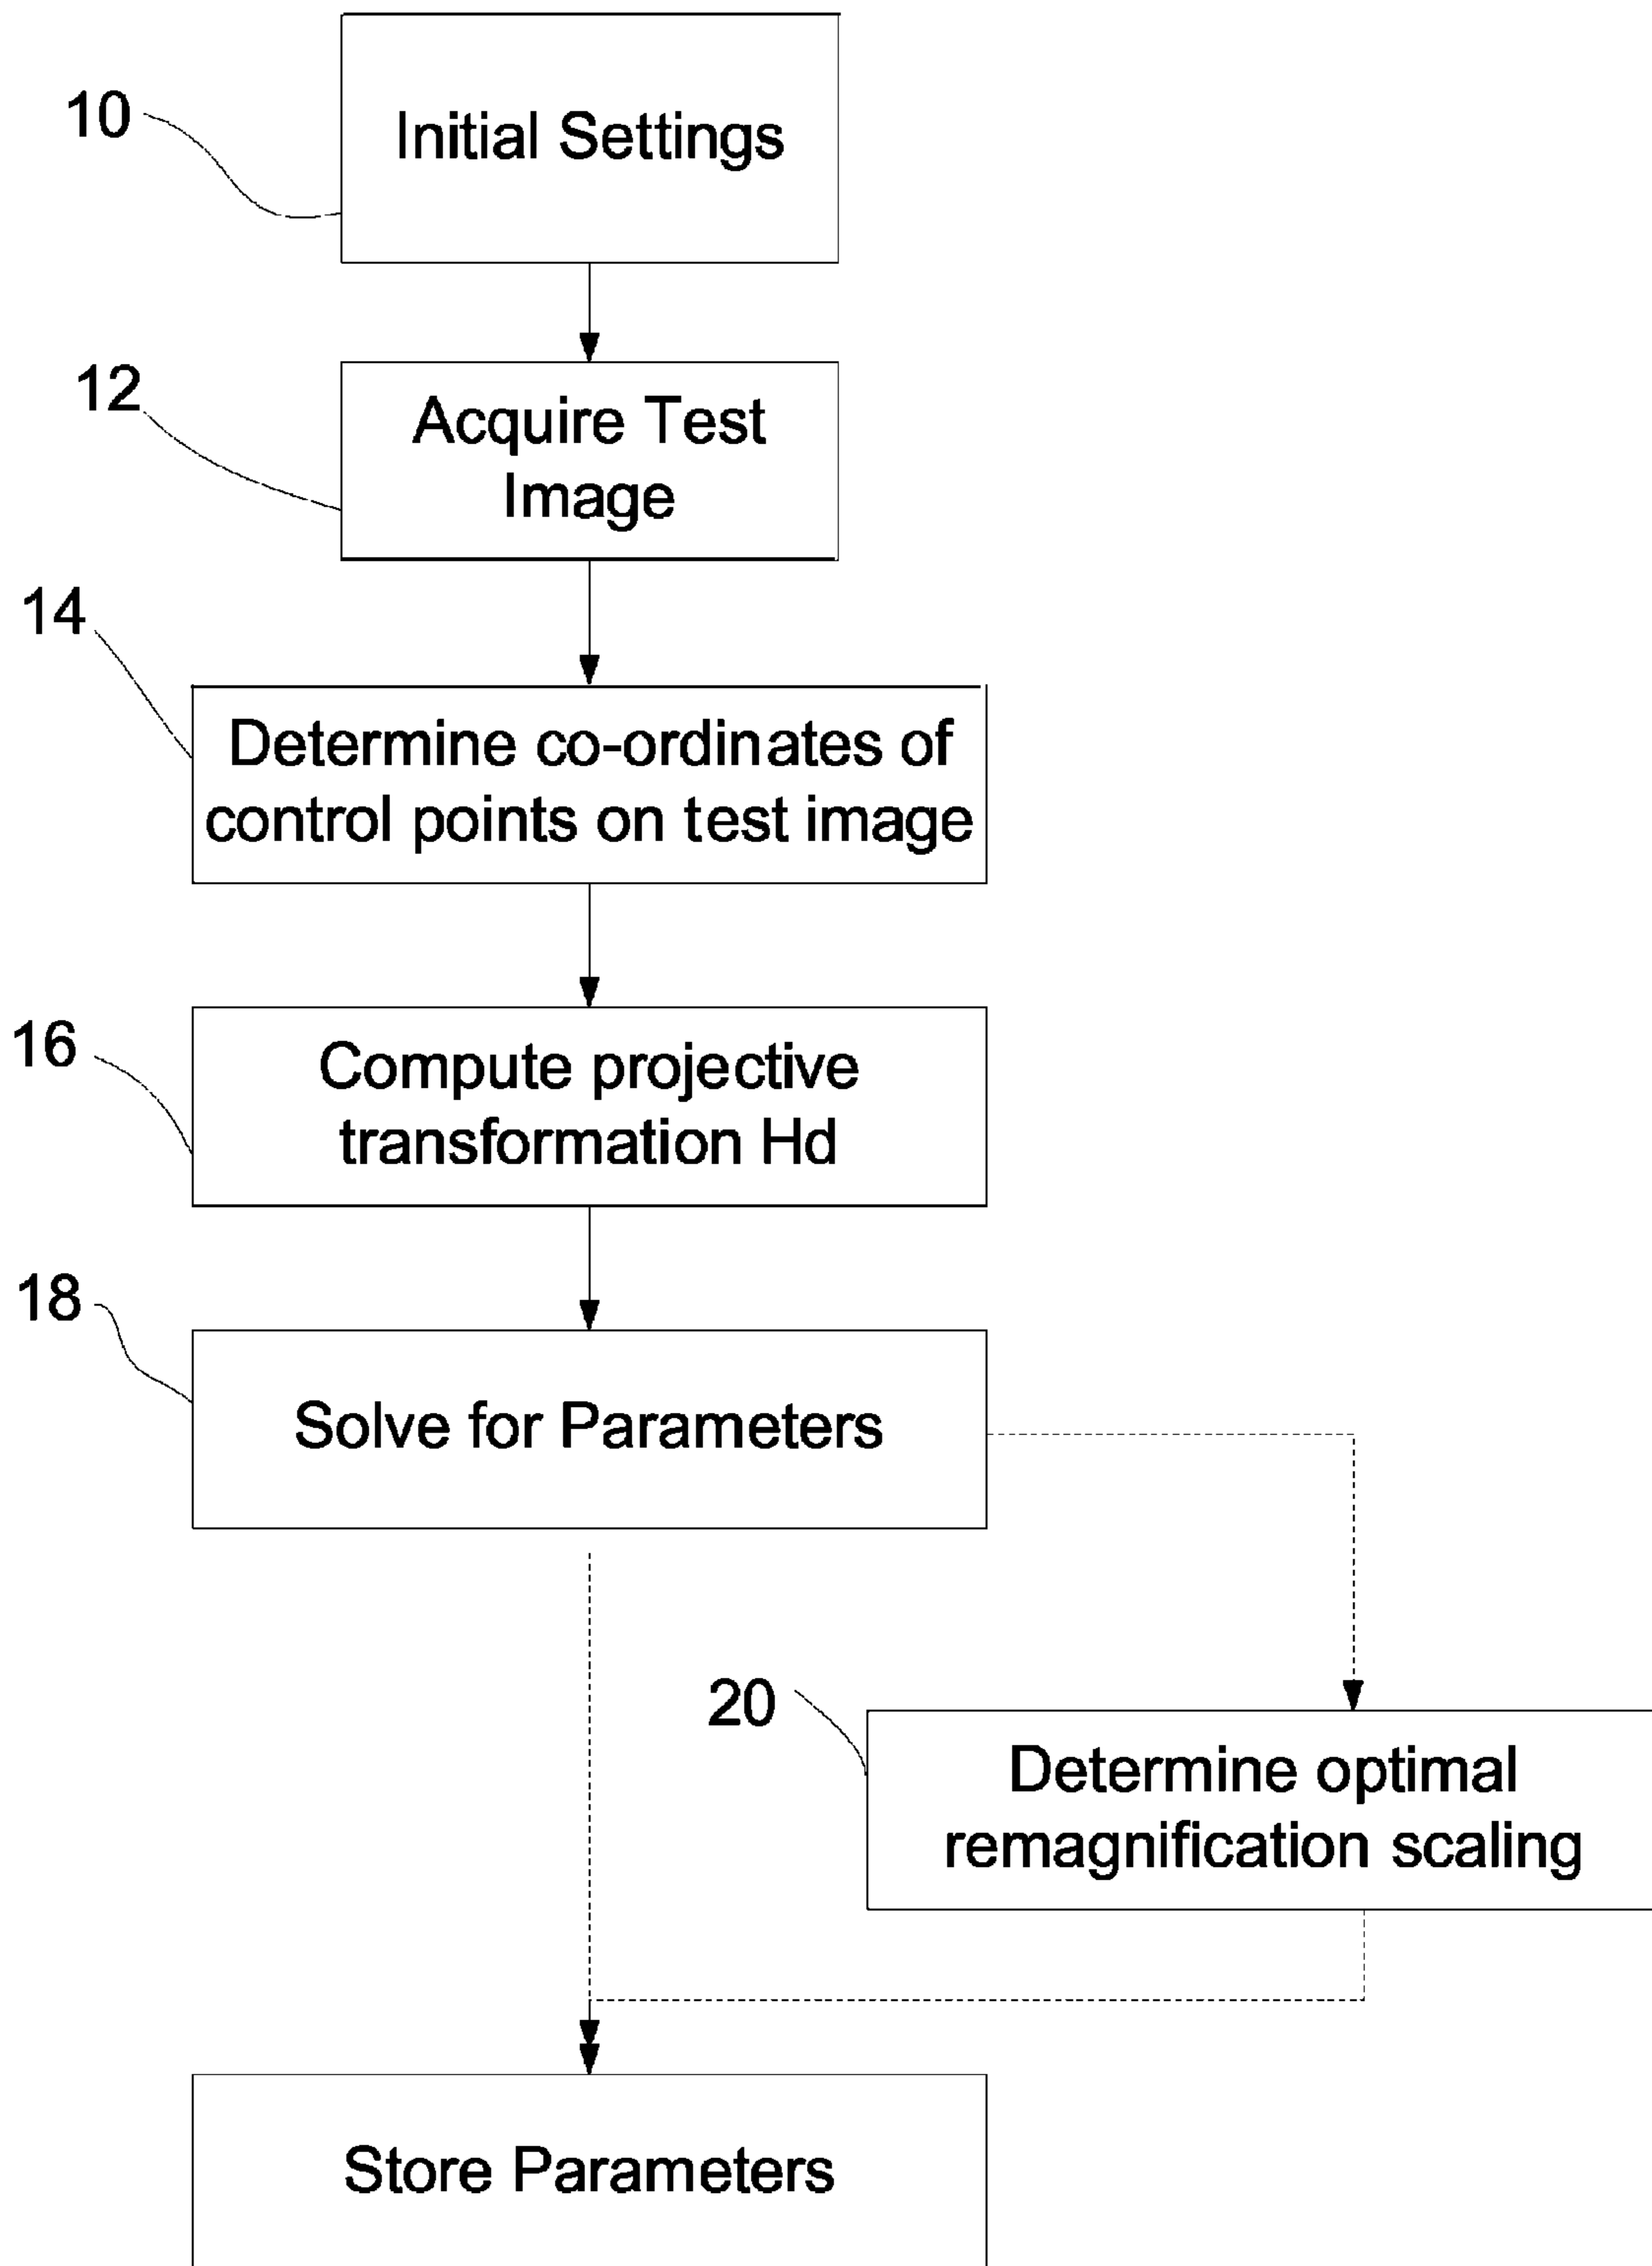 10
Initial Settings
12
Acquire Test
Image
14
Determine co-ordinates of
control points on test image
16
Compute projective
transformation Hd
18
Solve for Parameters
20
Determine optimal
remagnification scaling
Store Parameters